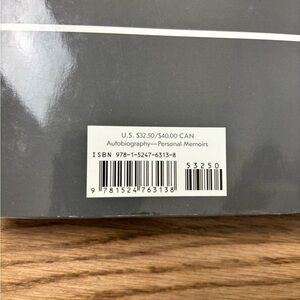 U.S. $32.50/$40.00 CAN
Autobiography—Personal Memoirs
ISBN 978-1-5247-6313-8
53250
9 781524 763138